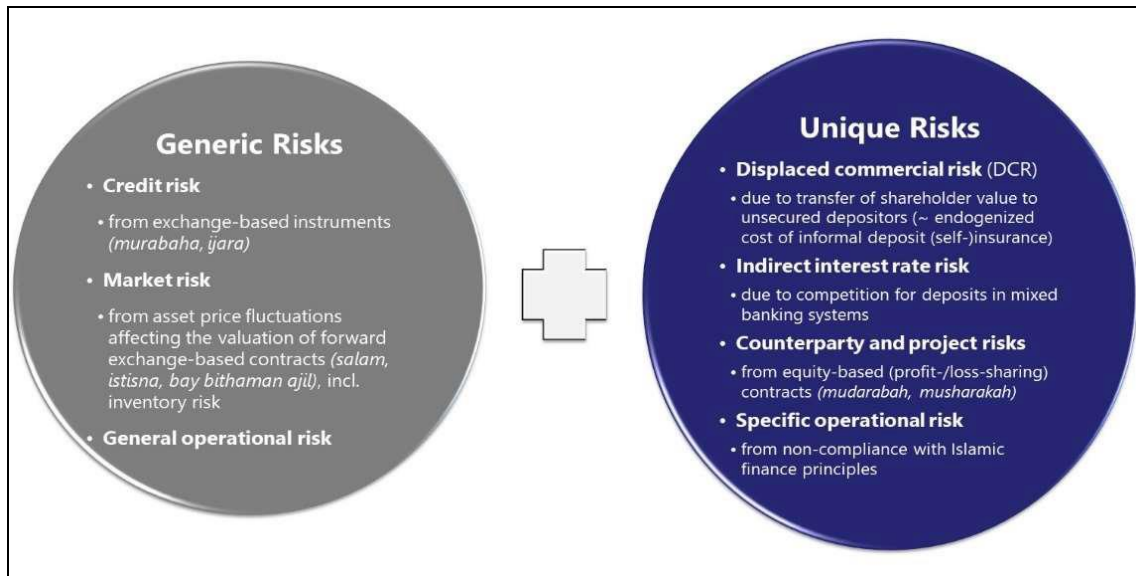 Generic Risks
• Credit risk
• from exchange-based instruments
(murabaha, ijara)
• Market risk
• from asset price fluctuations
affecting the valuation of forward
exchange-based contracts (salam,
istisna, bay bithaman ajil), incl.
inventory risk
• General operational risk
Unique Risks
• Displaced commercial risk (DCR)
• due to transfer of shareholder value to
unsecured depositors (~ endogenized
cost of informal deposit (self-)insurance)
• Indirect interest rate risk
• due to competition for deposits in mixed
banking systems
• Counterparty and project risks
• from equity-based (profit-/loss-sharing)
contracts (mudarabah, musharakah)
• Specific operational risk
• from non-compliance with Islamic
finance principles